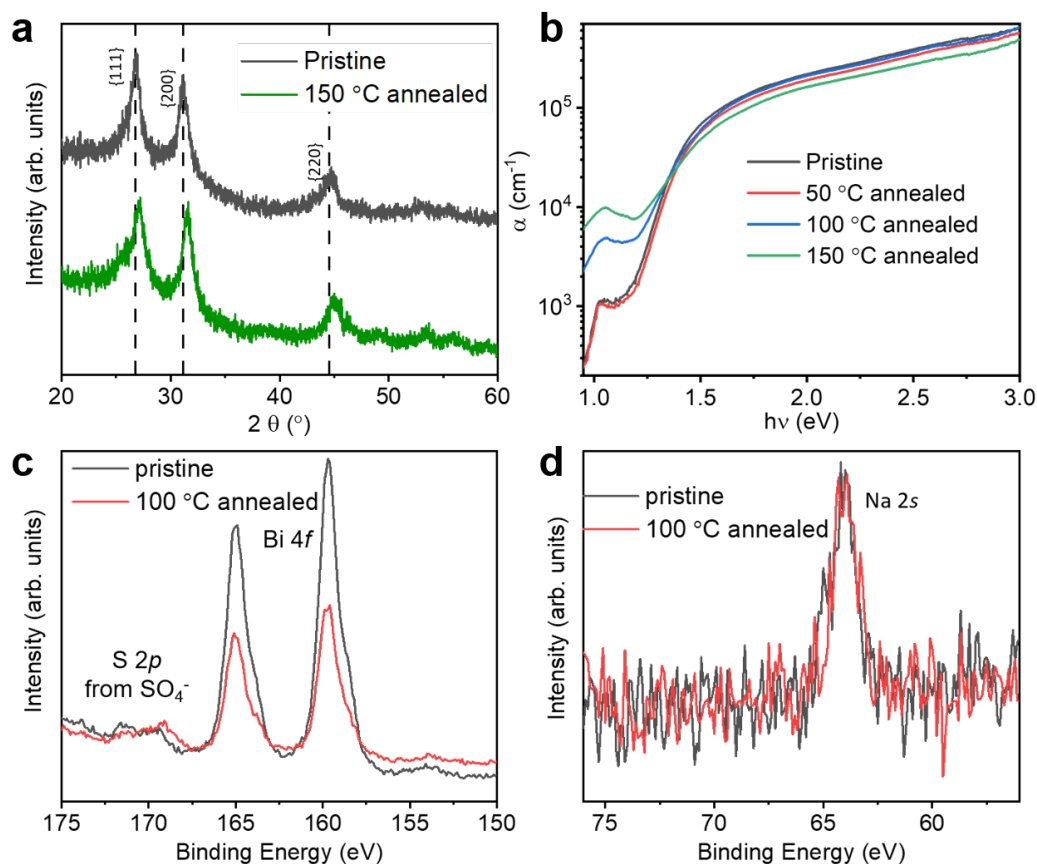 a
Intensity (arb. units)
{111}
{200}
{220}
Pristine
150 °C annealed
20 30 40 50 60
2 θ (°)
b
α (cm⁻¹)
10⁵
10⁴
10³
Pristine
50 °C annealed
100 °C annealed
150 °C annealed
1.0 1.5 2.0 2.5 3.0
hν (eV)
c
Intensity (arb. units)
pristine
100 °C annealed
Bi 4f
S 2p
from SO₄⁻
175 170 165 160 155 150
Binding Energy (eV)
d
Intensity (arb. units)
pristine
100 °C annealed
Na 2s
75 70 65 60
Binding Energy (eV)